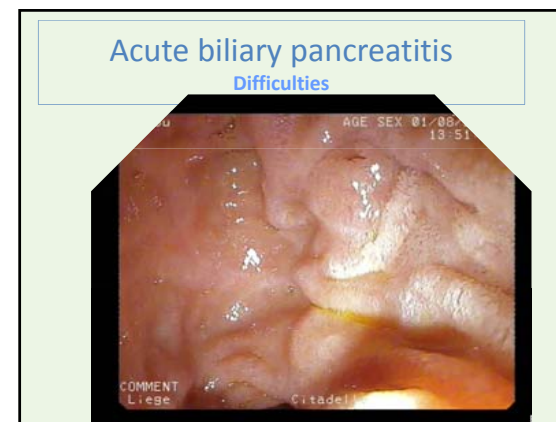 Acute biliary pancreatitis
Difficulties
AGE SEX 01/08/
13:51
COMMENT
Liege Citadel